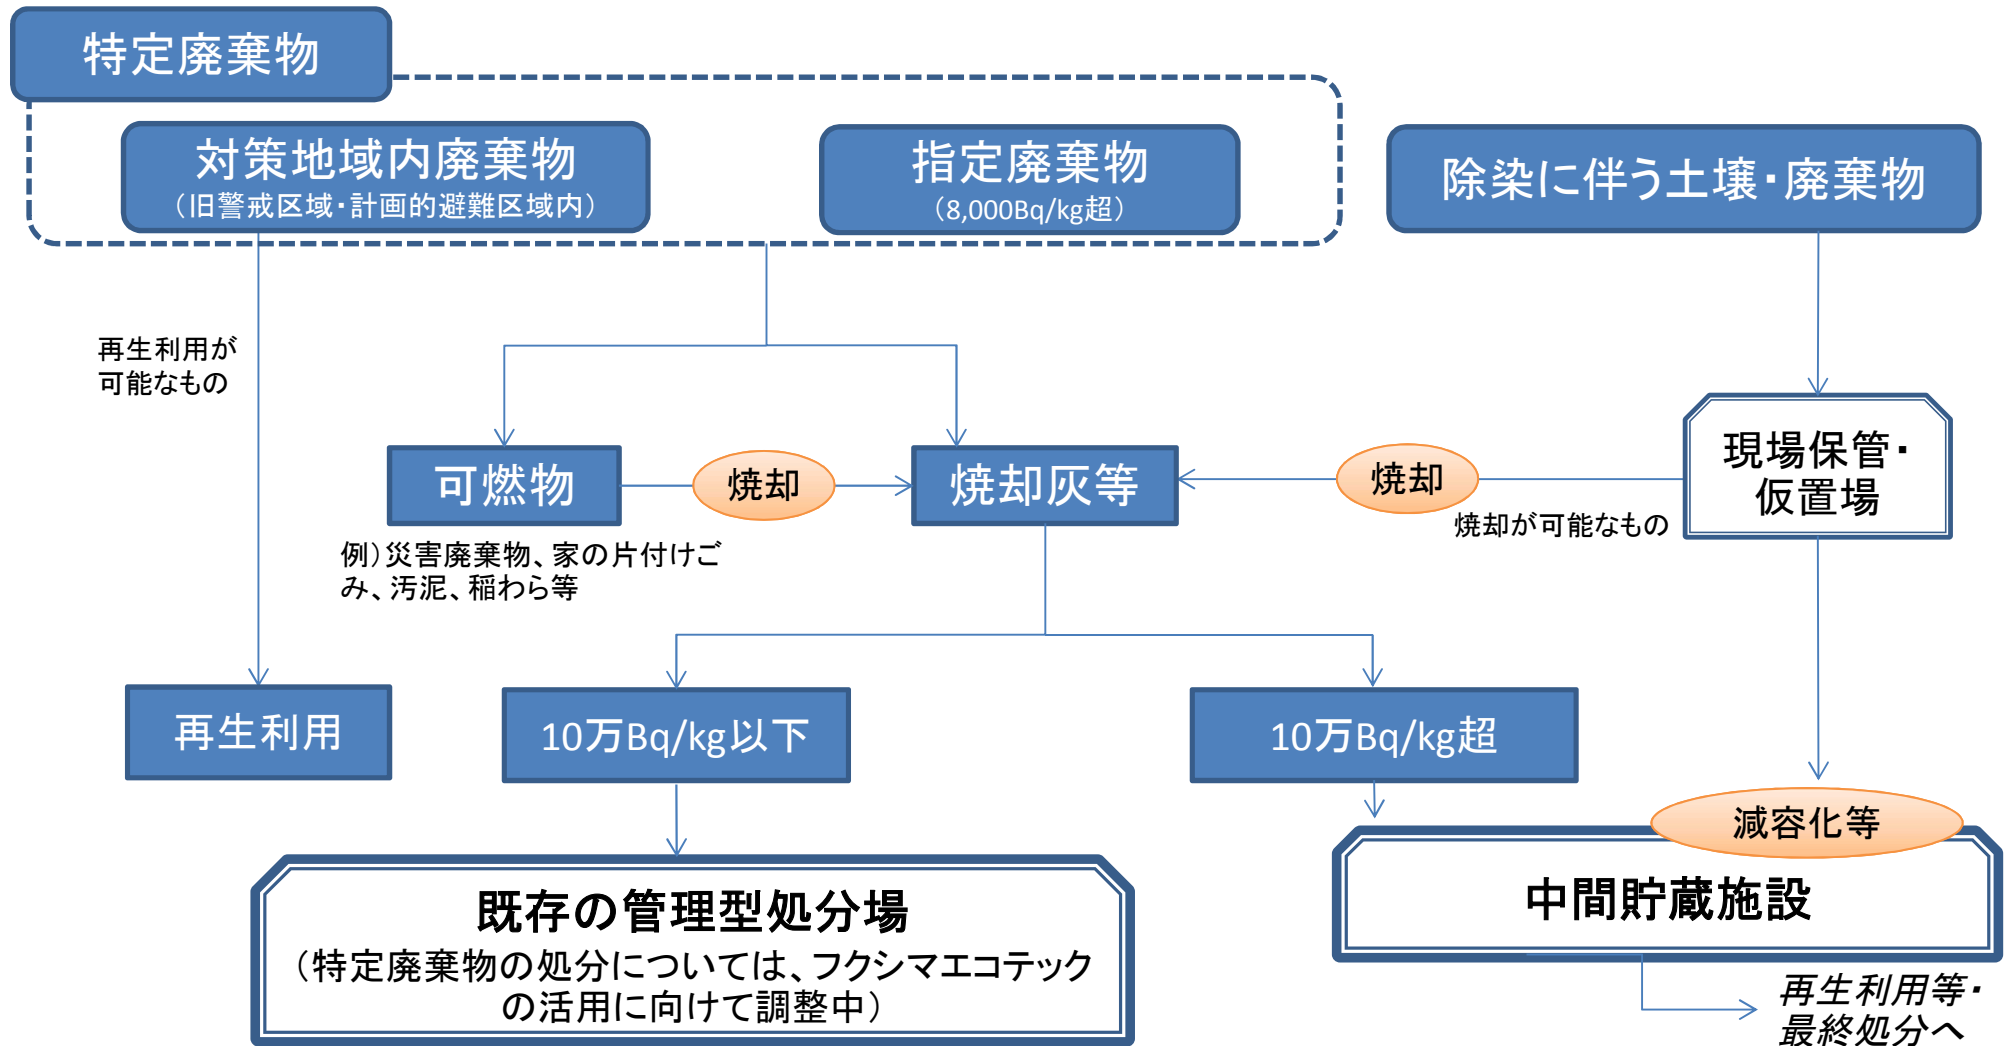 特定廃棄物
対策地域内廃棄物
（旧警戒区域・計画的避難区域内）
指定廃棄物
（8,000Bq/kg超）
除染に伴う土壌・廃棄物
再生利用が
可能なもの
可燃物
焼却
焼却灰等
焼却
焼却が可能なもの
現場保管・
仮置場
例）災害廃棄物、家の片付けご
み、汚泥、稲わら等
再生利用
10万Bq/kg以下
10万Bq/kg超
減容化等
既存の管理型処分場
（特定廃棄物の処分については、フクシマエコテック
の活用に向けて調整中）
中間貯蔵施設
再生利用等・
最終処分へ